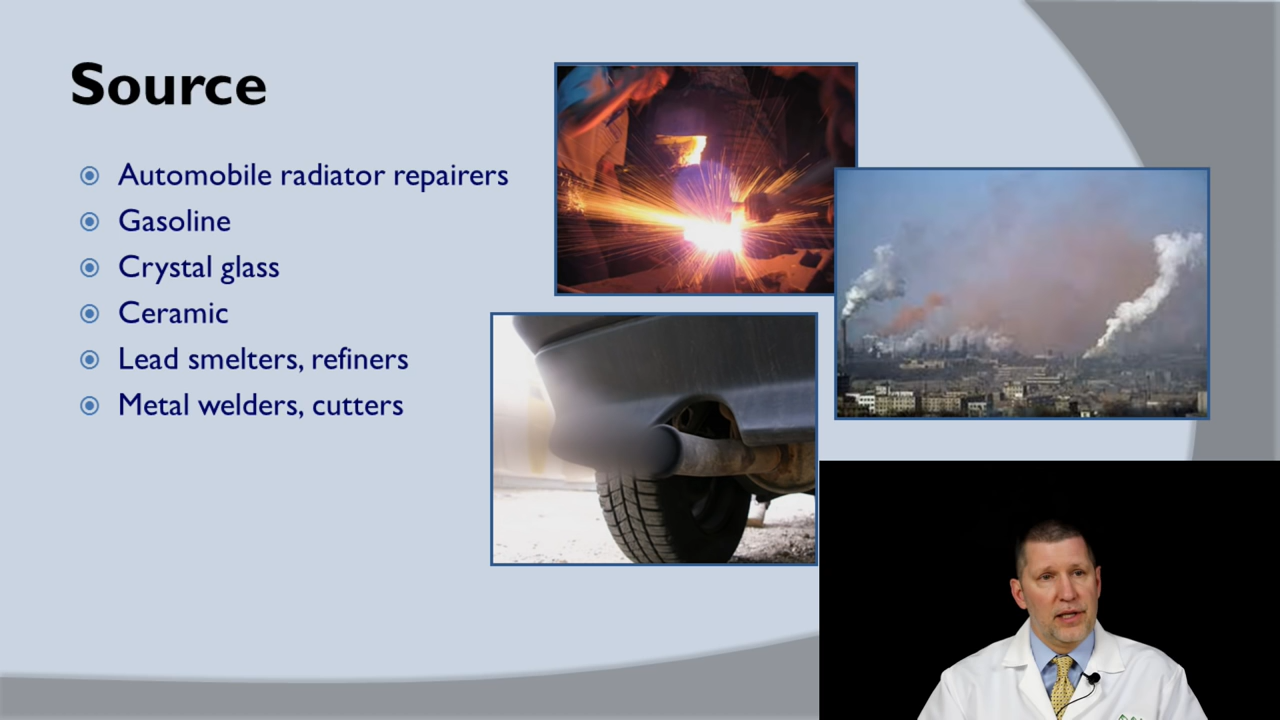 Source
Automobile radiator repairers
Gasoline
Crystal glass
Ceramic
Lead smelters, refiners
Metal welders, cutters